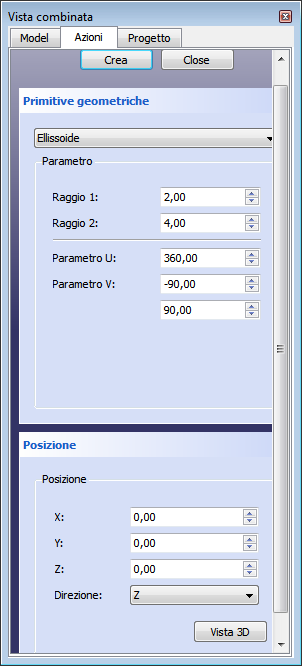 Vista combinata
Model Azioni Progetto
Crea Close
Primitive geometriche
Ellissoide
Parametro
Raggio 1: 2,00
Raggio 2: 4,00
Parametro U: 360,00
Parametro V: -90,00
90,00
Posizione
Posizione
X: 0,00
Y: 0,00
Z: 0,00
Direzione: Z
Vista 3D